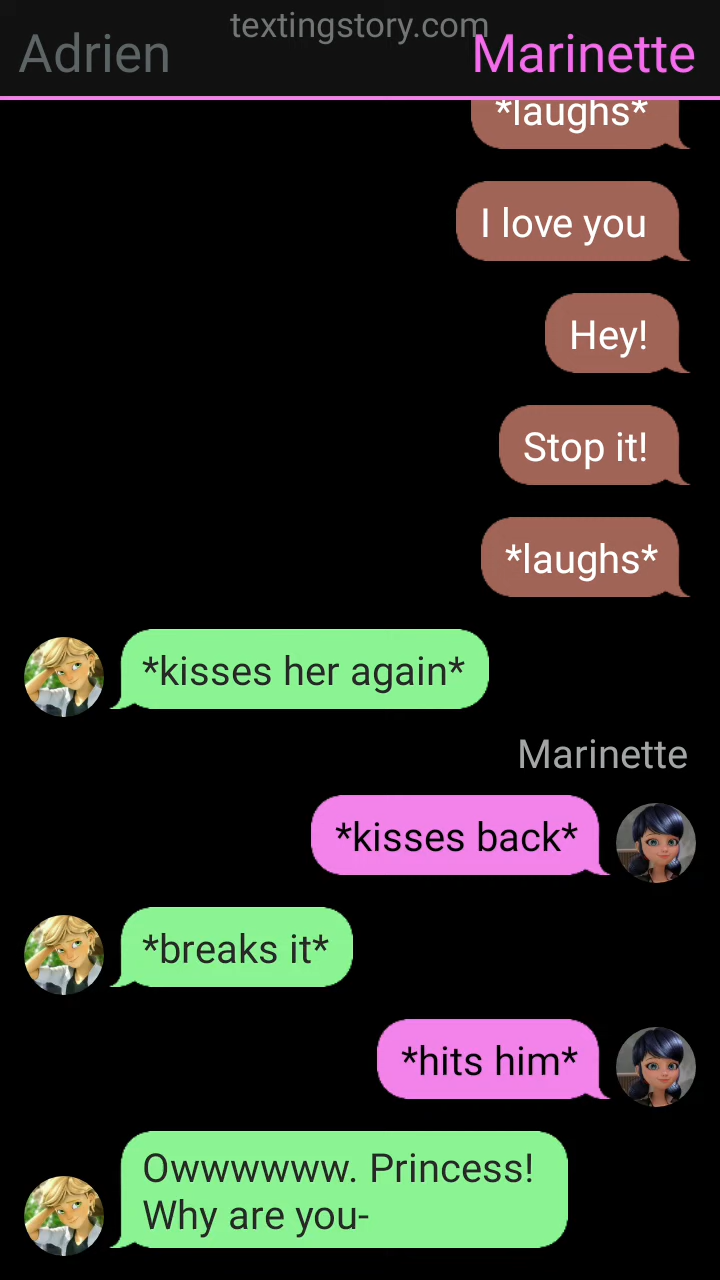 textingstory.com
Adrien
Marinette
*laughs*
I love you
Hey!
Stop it!
*laughs*
*kisses her again*
Marinette
*kisses back*
*breaks it*
*hits him*
Owwwwww. Princess!
Why are you-